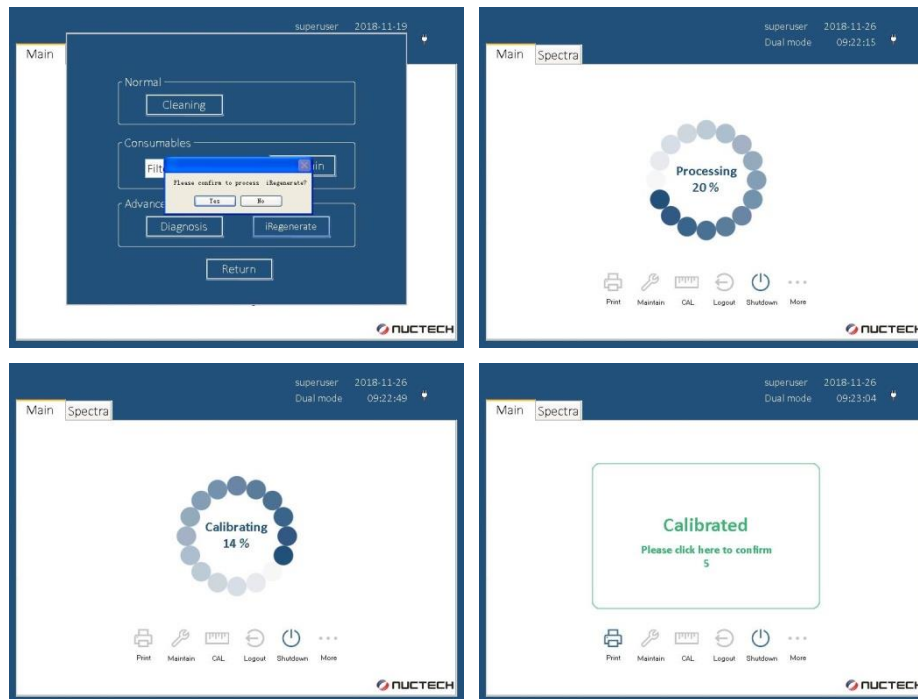 superuser 2018-11-19
Main
Normal
Cleaning
Consumables
Please confirm to process iRegenerate?
Yes No
Diagnosis iRegenerate
Return
NUCTECH
superuser 2018-11-26
Dual mode 09:22:15
Main Spectra
Processing
20 %
Print Maintain CAL Logout Shutdown More
NUCTECH
superuser 2018-11-26
Dual mode 09:22:49
Main Spectra
Calibrating
14 %
Print Maintain CAL Logout Shutdown More
NUCTECH
superuser 2018-11-26
Dual mode 09:23:04
Main Spectra
Calibrated
Please click here to confirm
5
Print Maintain CAL Logout Shutdown More
NUCTECH